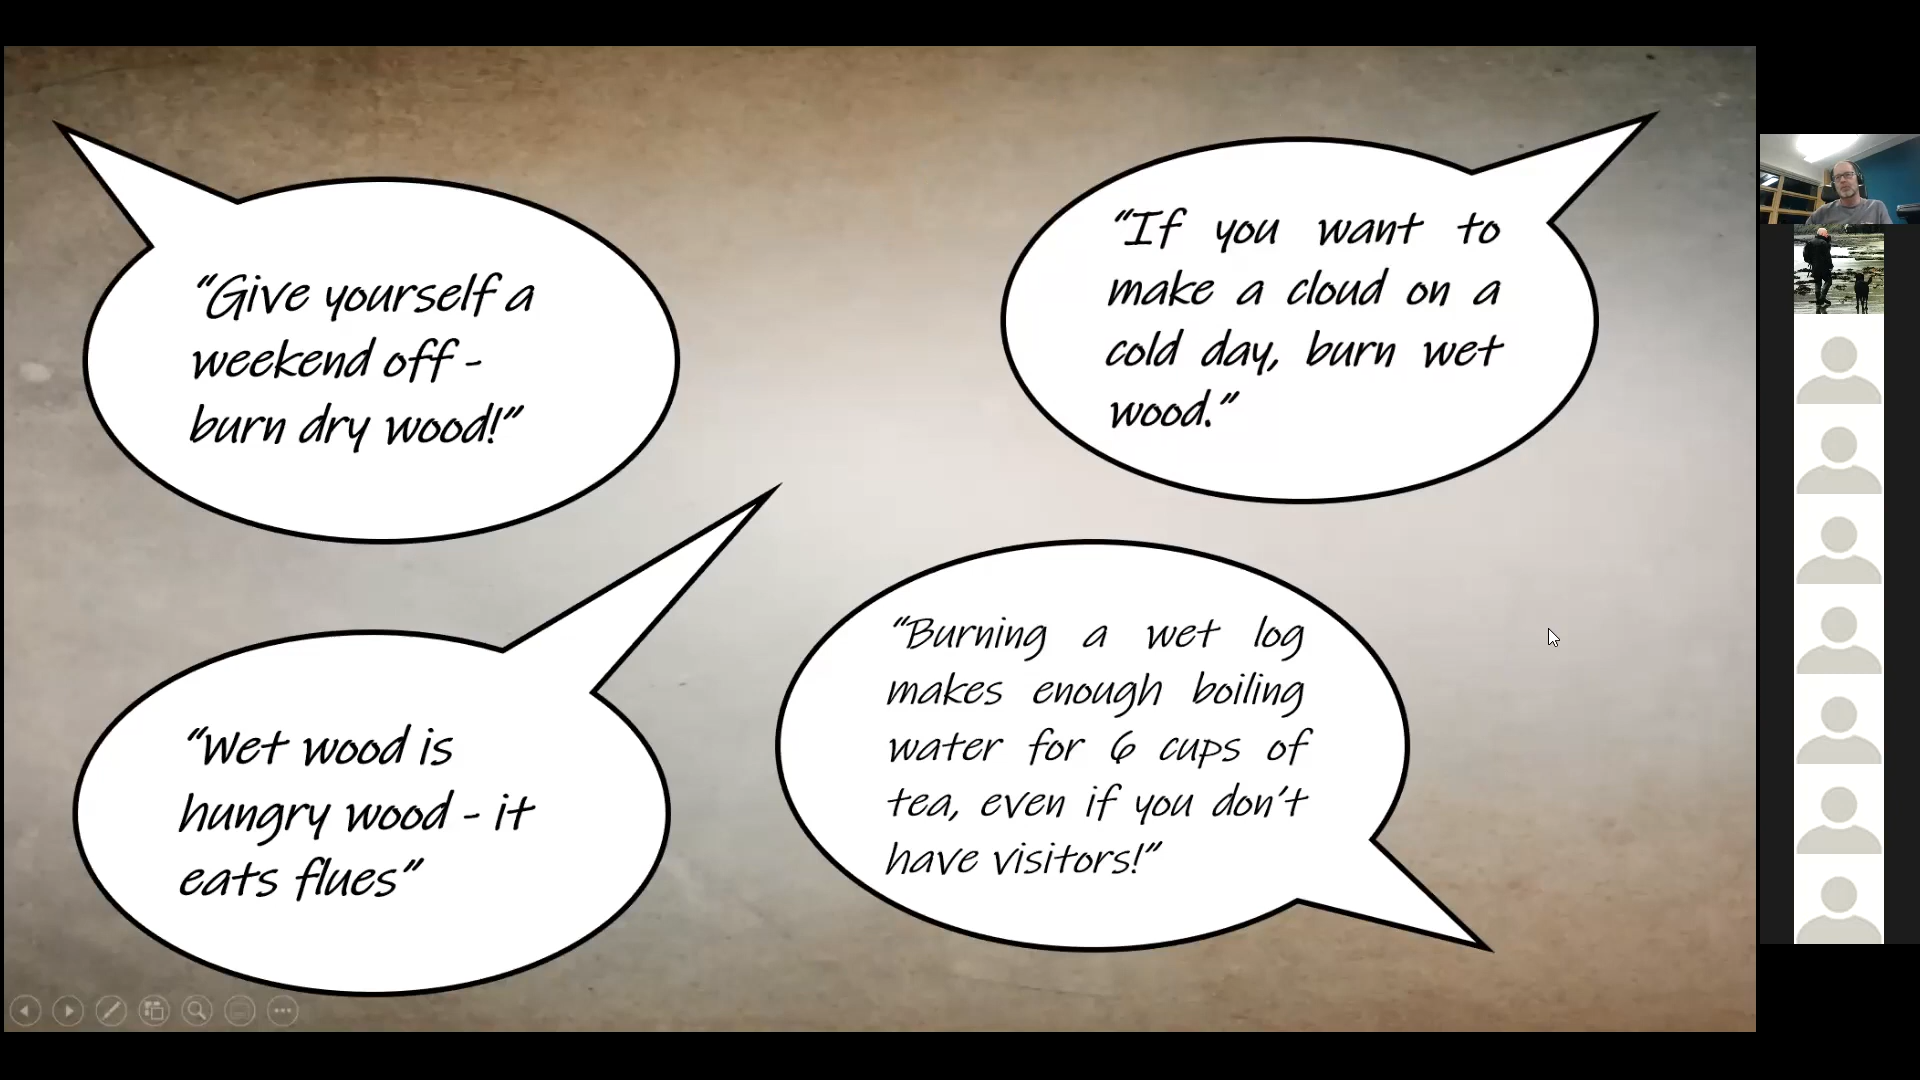 “Give yourself a
weekend off -
burn dry wood!”
“If you want to
make a cloud on a
cold day, burn wet
wood.”
“Wet wood is
hungry wood - it
eats flues”
“Burning a wet log
makes enough boiling
water for 6 cups of
tea, even if you don’t
have visitors!”